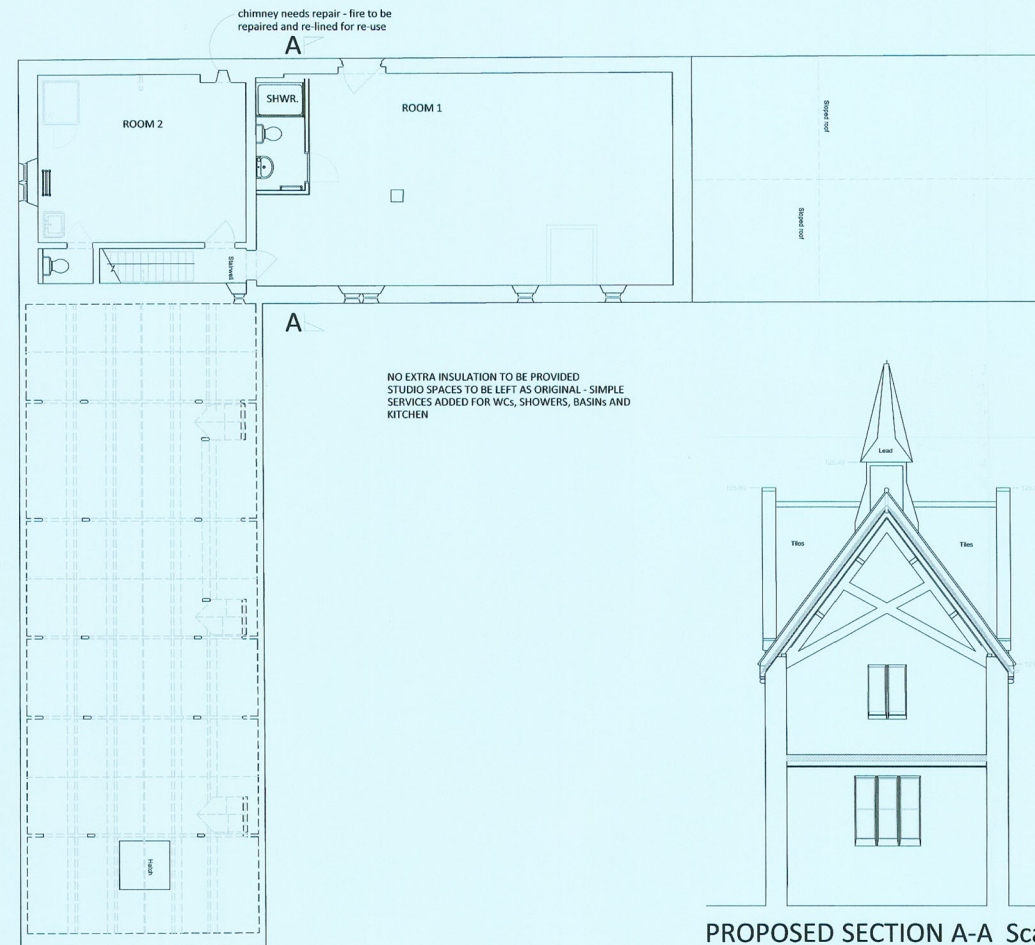 chimney needs repair - fire to be
repaired and re-lined for re-use
A
SHWR.
ROOM 1
ROOM 2
Sloped roof
Sloped roof
Stairwell
A
NO EXTRA INSULATION TO BE PROVIDED
STUDIO SPACES TO BE LEFT AS ORIGINAL - SIMPLE
SERVICES ADDED FOR WCs, SHOWERS, BASINs AND
KITCHEN
Lead
Tiles
Tiles
Hatch
PROPOSED SECTION A-A Sca